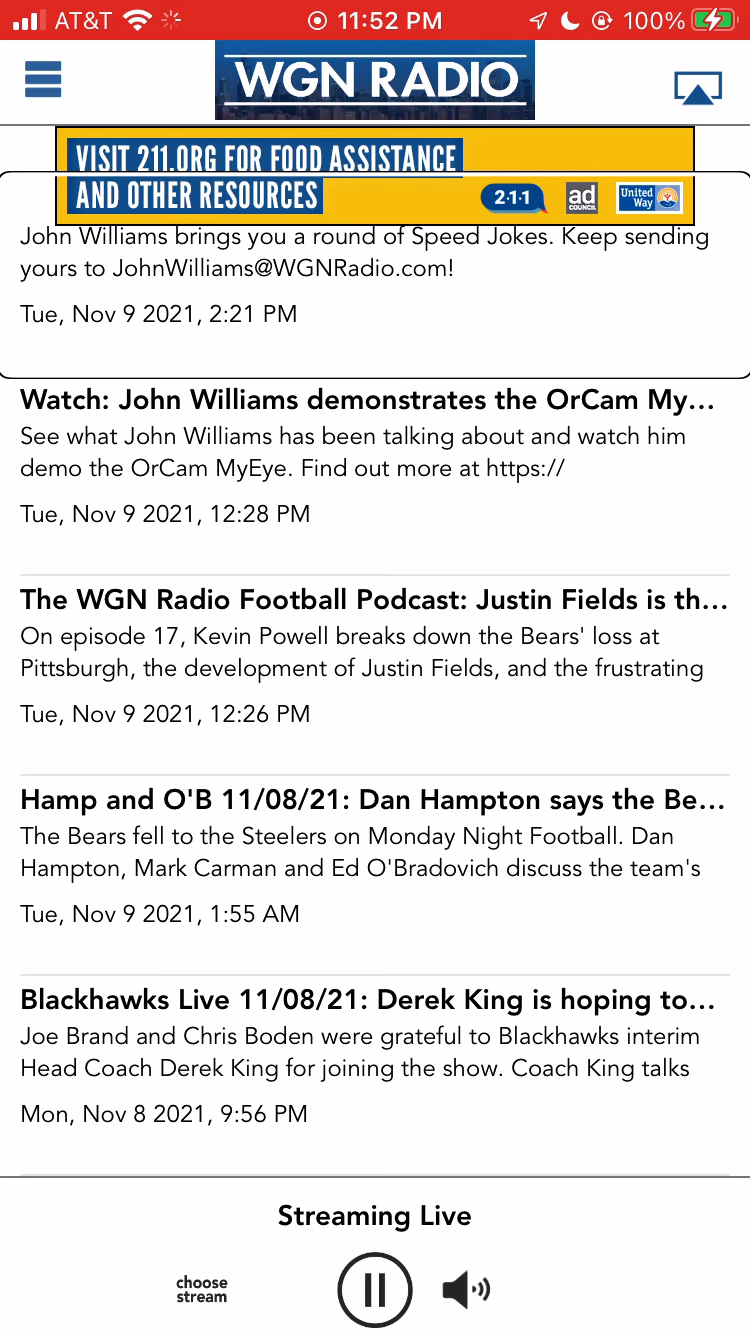 AT&T 11:52 PM 100%
WGN RADIO
VISIT 211.ORG FOR FOOD ASSISTANCE
AND OTHER RESOURCES
2·1·1
ad
COUNCIL
United
Way
John Williams brings you a round of Speed Jokes. Keep sending
yours to JohnWilliams@WGNRadio.com!
Tue, Nov 9 2021, 2:21 PM
Watch: John Williams demonstrates the OrCam My...
See what John Williams has been talking about and watch him
demo the OrCam MyEye. Find out more at https://
Tue, Nov 9 2021, 12:28 PM
The WGN Radio Football Podcast: Justin Fields is th...
On episode 17, Kevin Powell breaks down the Bears' loss at
Pittsburgh, the development of Justin Fields, and the frustrating
Tue, Nov 9 2021, 12:26 PM
Hamp and O'B 11/08/21: Dan Hampton says the Be...
The Bears fell to the Steelers on Monday Night Football. Dan
Hampton, Mark Carman and Ed O'Bradovich discuss the team's
Tue, Nov 9 2021, 1:55 AM
Blackhawks Live 11/08/21: Derek King is hoping to...
Joe Brand and Chris Boden were grateful to Blackhawks interim
Head Coach Derek King for joining the show. Coach King talks
Mon, Nov 8 2021, 9:56 PM
Streaming Live
choose
stream